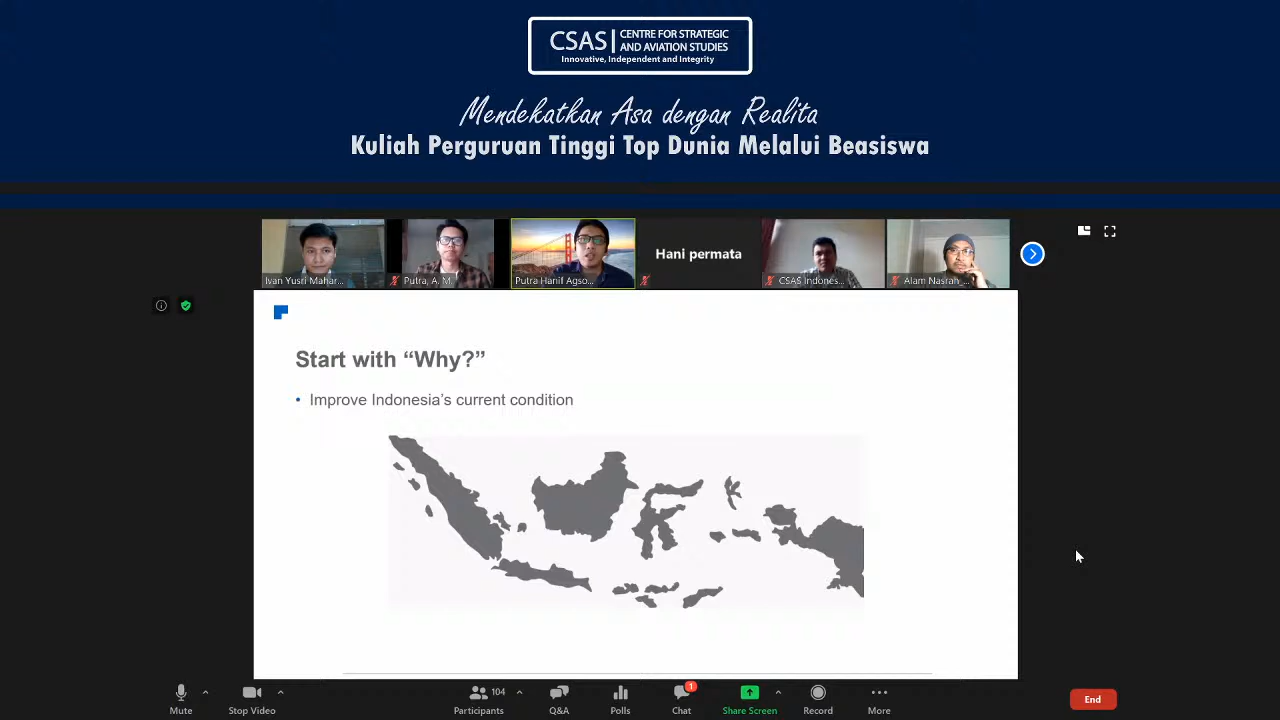 CSAS
CENTRE FOR STRATEGIC
AND AVIATION STUDIES
Innovative, Independent and Integrity
Mendekatkan Asa dengan Realita
Kuliah Perguruan Tinggi Top Dunia Melalui Beasiswa
Ivan Yusri Mahar...
Putra, A. M.
Putra Hanif Agso...
Hani permata
CSAS Indones...
Alam Nasrah_...
Start with “Why?”
• Improve Indonesia’s current condition
Mute
Stop Video
104
Participants
Q&A
Polls
1
Chat
Share Screen
Record
More
End